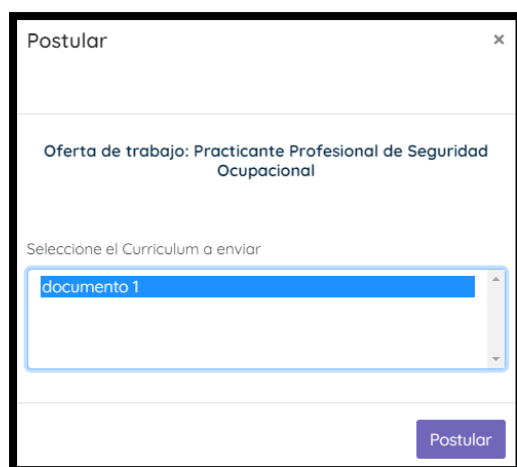 Postular ×
Oferta de trabajo: Practicante Profesional de Seguridad
Ocupacional
Seleccione el Curriculum a enviar
documento 1
Postular